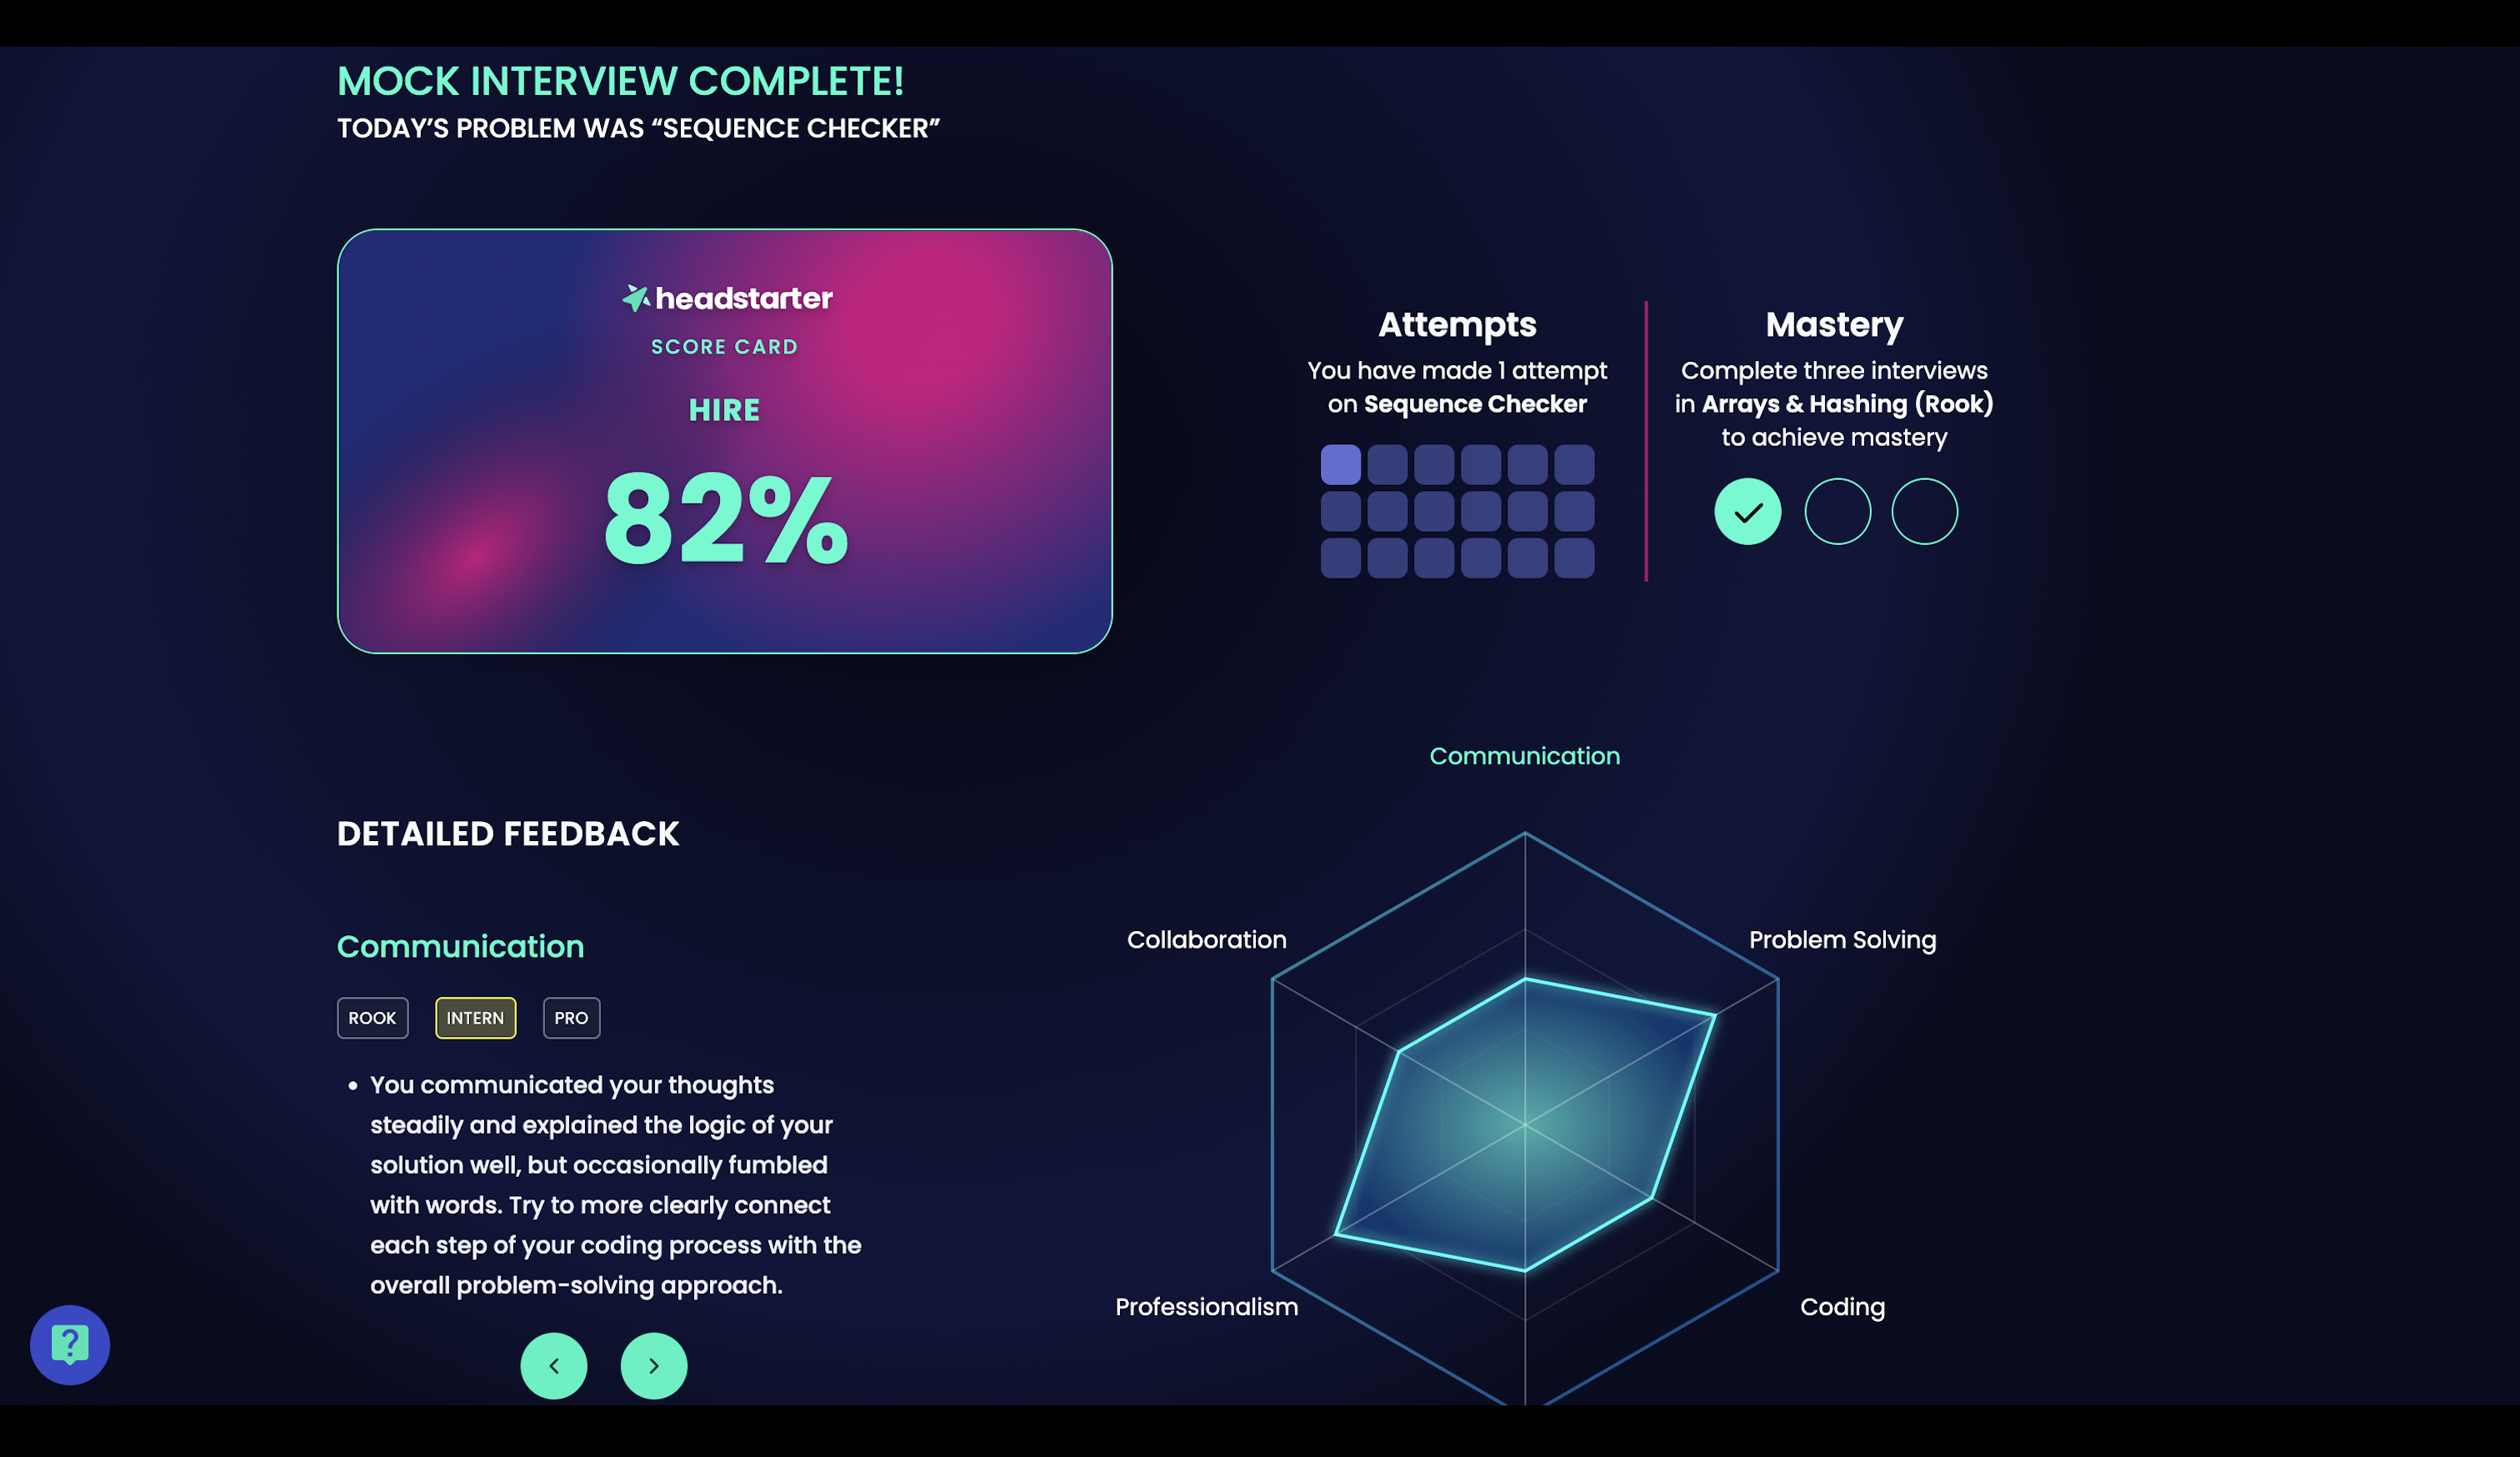 MOCK INTERVIEW COMPLETE!
TODAY’S PROBLEM WAS “SEQUENCE CHECKER”
headstarter
SCORE CARD
HIRE
82%
Attempts
You have made 1 attempt
on Sequence Checker
Mastery
Complete three interviews
in Arrays & Hashing (Rook)
to achieve mastery
DETAILED FEEDBACK
Communication
ROOK
INTERN
PRO
• You communicated your thoughts
steadily and explained the logic of your
solution well, but occasionally fumbled
with words. Try to more clearly connect
each step of your coding process with the
overall problem-solving approach.
Communication
Collaboration
Problem Solving
Professionalism
Coding
?